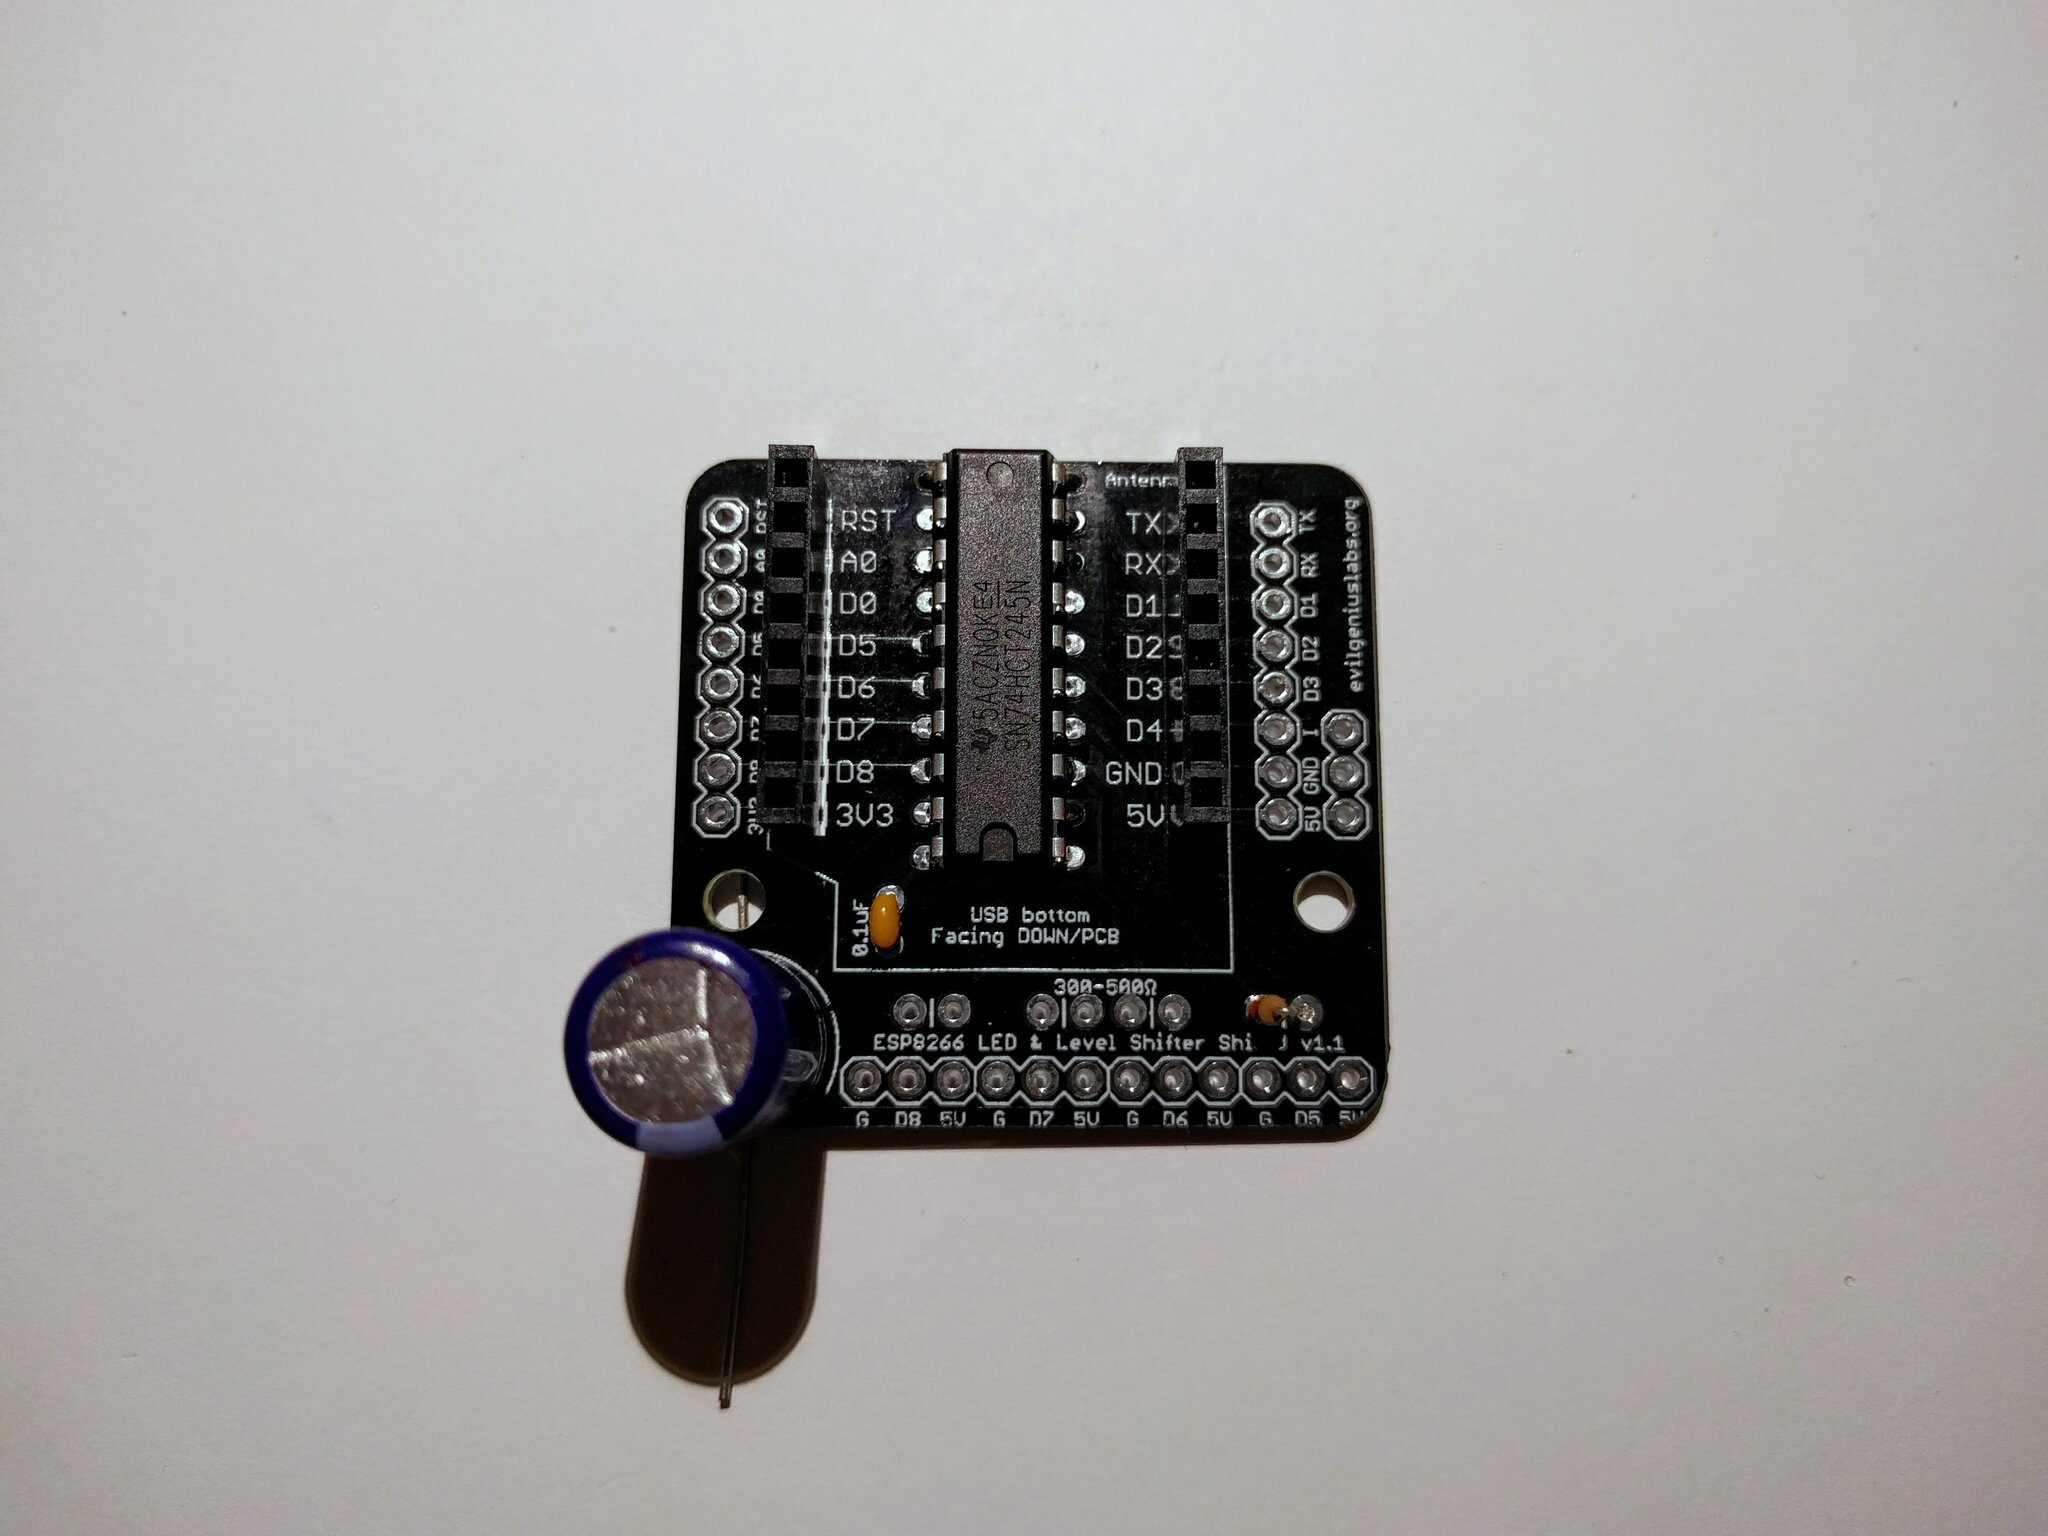 RST
A0
D0
D5
D6
D7
D8
3V3
5ACZN0KE4
SN74HCT245N
TX
RX
D1
D2
D3
D4
GND
5V
TX
RX
D1
D2
D3
I
GND
5V
evilgeniuslabs.org
0.1uF
USB bottom
Facing DOWN/PCB
300-500Ω
ESP8266 LED & Level Shifter v1.1
G D8 5V G D7 5V G D6 5V G D5 5V